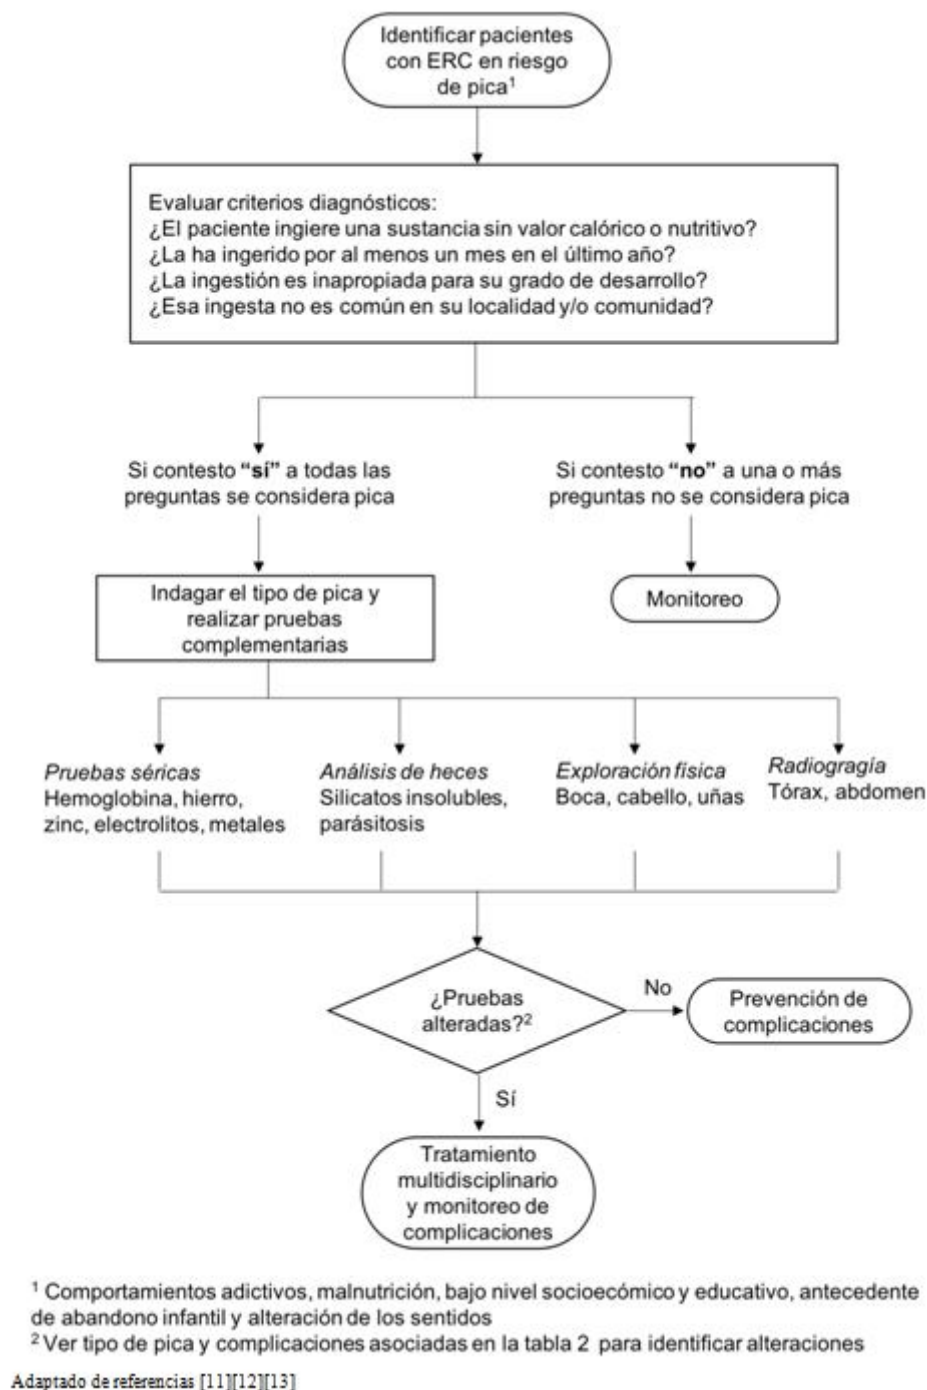 Identificar pacientes
con ERC en riesgo
de pica¹
Evaluar criterios diagnósticos:
¿El paciente ingiere una sustancia sin valor calórico o nutritivo?
¿La ha ingerido por al menos un mes en el último año?
¿La ingestión es inapropiada para su grado de desarrollo?
¿Esa ingesta no es común en su localidad y/o comunidad?
Si contesto “sí” a todas las
preguntas se considera pica
Si contesto “no” a una o más
preguntas no se considera pica
Indagar el tipo de pica y
realizar pruebas
complementarias
Monitoreo
Pruebas séricas
Hemoglobina, hierro,
zinc, electrolitos, metales
Análisis de heces
Silicatos insolubles,
parásitosis
Exploración física
Boca, cabello, uñas
Radiogragía
Tórax, abdomen
¿Pruebas
alteradas?²
No
Prevención de
complicaciones
Sí
Tratamiento
multidisciplinario
y monitoreo de
complicaciones
¹ Comportamientos adictivos, malnutrición, bajo nivel socioecómico y educativo, antecedente
de abandono infantil y alteración de los sentidos
² Ver tipo de pica y complicaciones asociadas en la tabla 2 para identificar alteraciones
Adaptado de referencias [11][12][13]